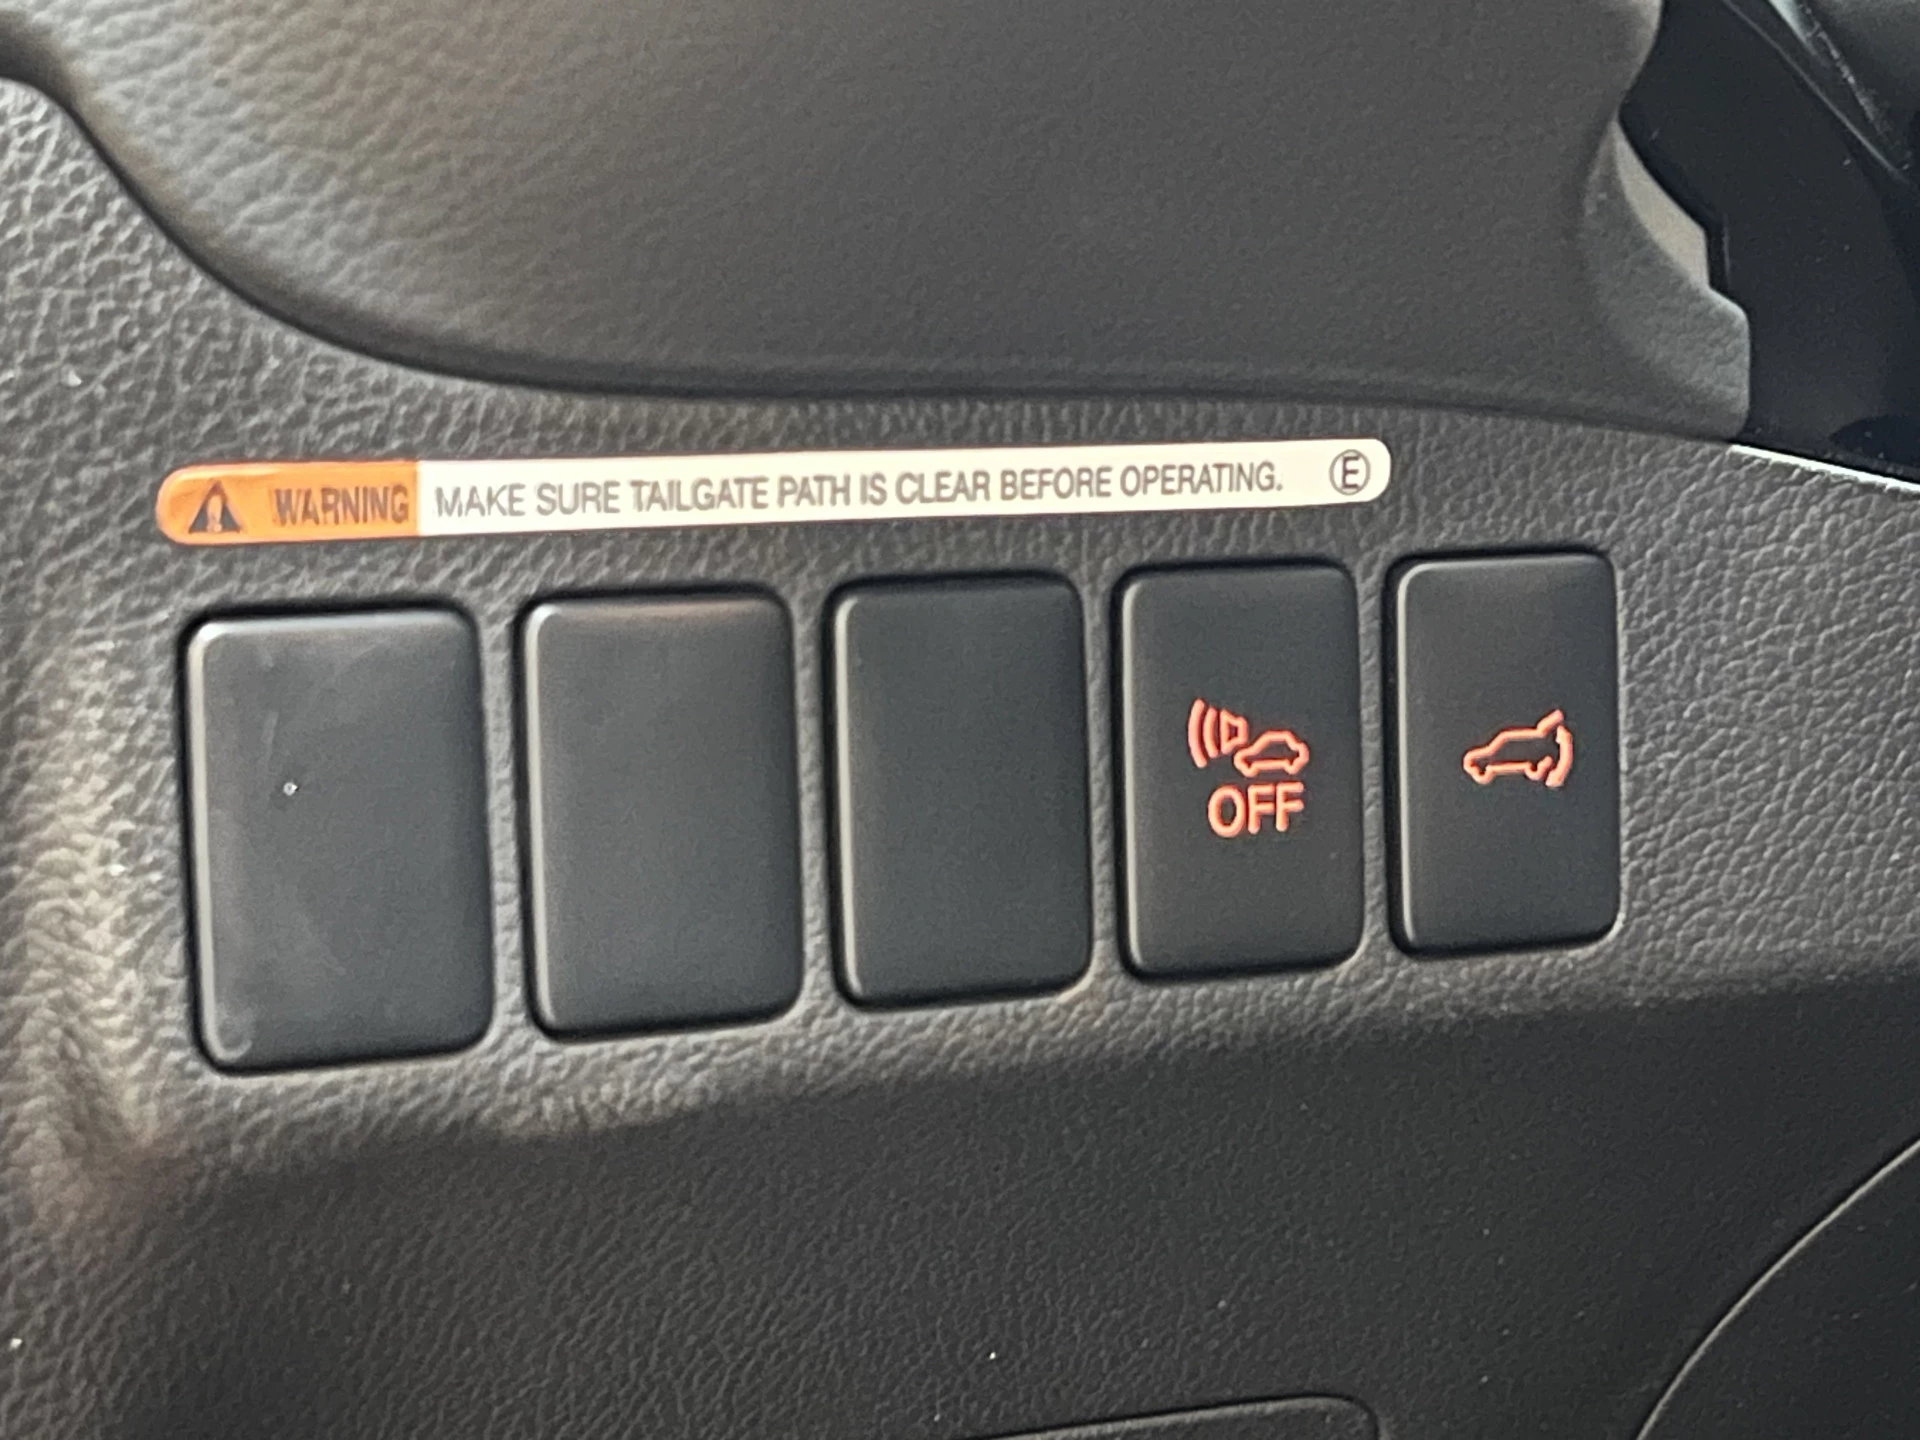 WARNING MAKE SURE TAILGATE PATH IS CLEAR BEFORE OPERATING. E
OFF